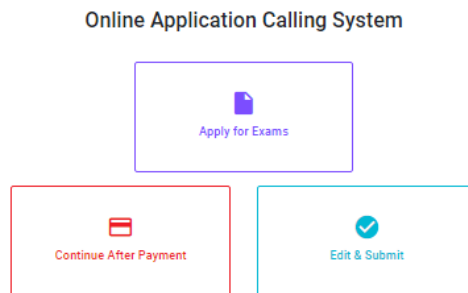 Online Application Calling System
Apply for Exams
Continue After Payment
Edit & Submit